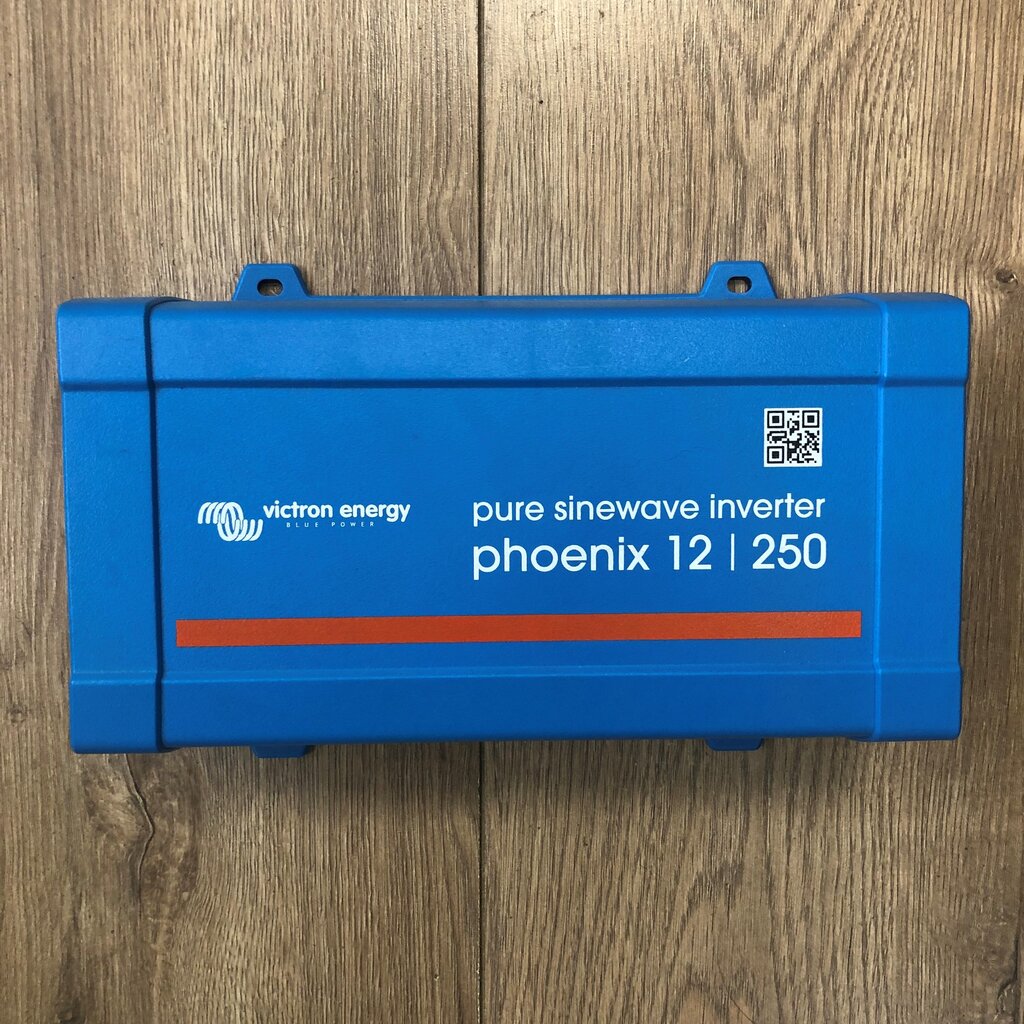 victron energy
BLUE POWER
pure sinewave inverter
phoenix 12 | 250